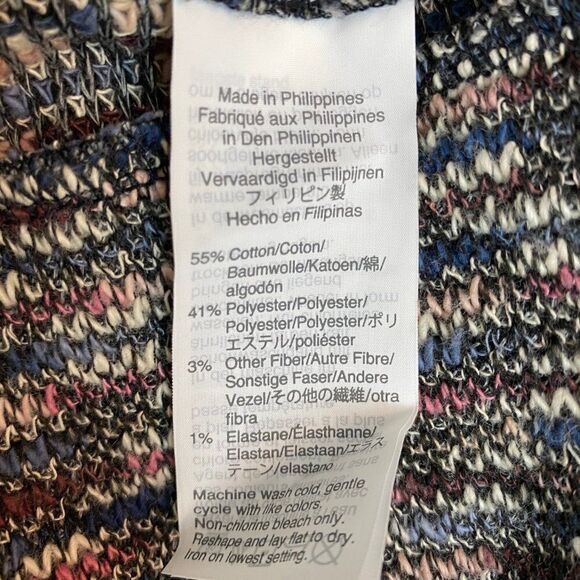 Made in Philippines
Fabriqué aux Philippines
in Den Philippinen
Hergestellt
Vervaardigd in Filipijnen
フィリピン製
Hecho en Filipinas
55% Cotton/Coton/
Baumwolle/Katoen/綿/
algodón
41% Polyester/Polyester/
Polyester/Polyester/ポリ
エステル/poliéster
3% Other Fiber/Autre Fibre/
Sonstige Faser/Andere
Vezel/その他の繊維/otra
fibra
1% Elastane/Élasthanne/
Elastan/Elastaan/エラス
テーン/elastano
Machine wash cold, gentle
cycle with like colors.
Non-chlorine bleach only.
Reshape and lay flat to dry.
Iron on lowest setting.